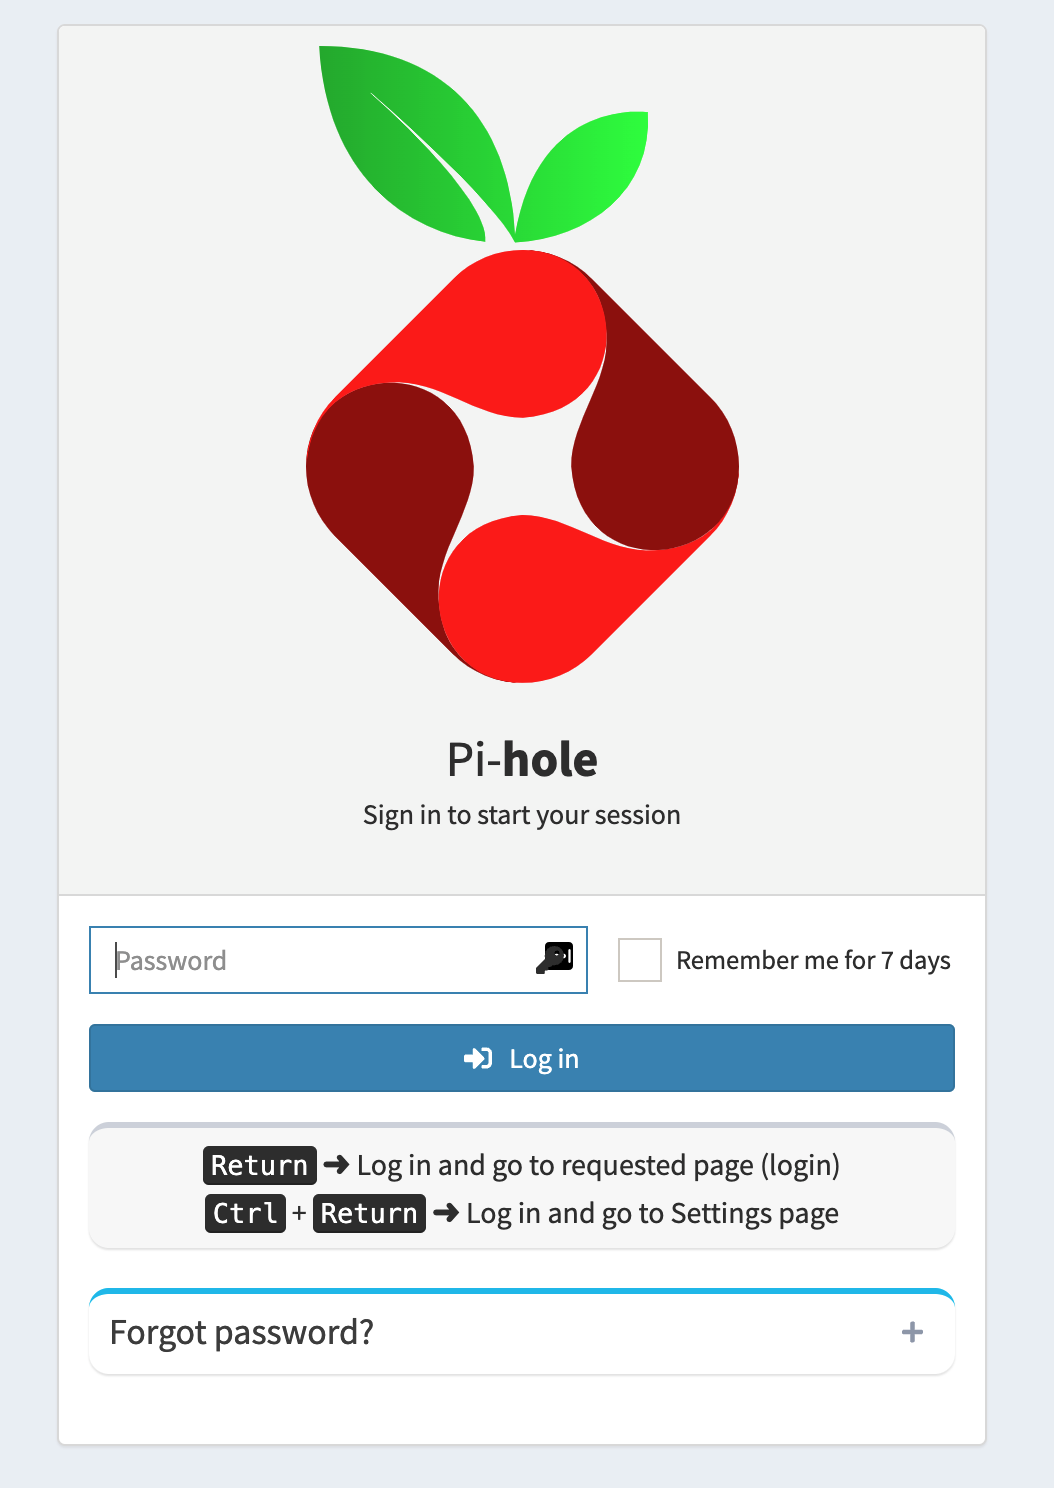 Pi-hole
Sign in to start your session
Password
Remember me for 7 days
Log in
Return ➜ Log in and go to requested page (login)
Ctrl + Return ➜ Log in and go to Settings page
Forgot password?